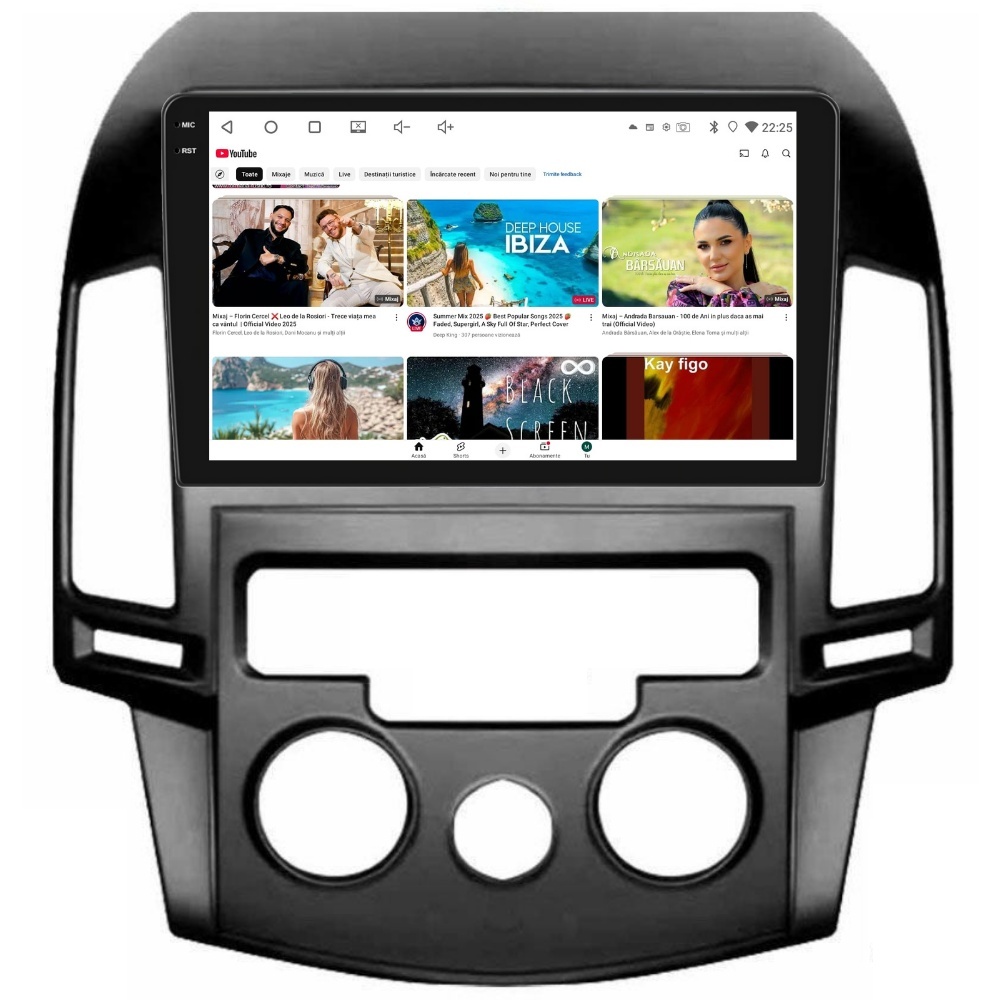 MIC
RST
22:25
YouTube
Toate
Mixaje
Muzică
Live
Destinații turistice
Încărcate recent
Noi pentru tine
Trimite feedback
Mixaj
DEEP HOUSE
IBIZA
LIVE
ANDRADA
BARSAUAN
Mixaj
Mixaj – Florin Cercel ❌ Leo de la Rosiori - Trece viața mea
ca vantul | Official Video 2025
Florin Cercel, Leo de la Rosiori, Dani Mocanu și mulți alții
LIVE
Summer Mix 2025 🍓 Best Popular Songs 2025 🍓
Faded, Supergirl, A Sky Full Of Star, Perfect Cover
Deep King · 307 persoane vizionează
Mixaj – Andrada Barsauan - 100 de Ani in plus daca as mai
trai (Official Video)
Andrada Bărsăuan, Alex de la Orăștie, Elena Toma și mulți alții
BLACK
SCREEN
Kay figo
Acasă
Shorts
Abonamente
M
Tu